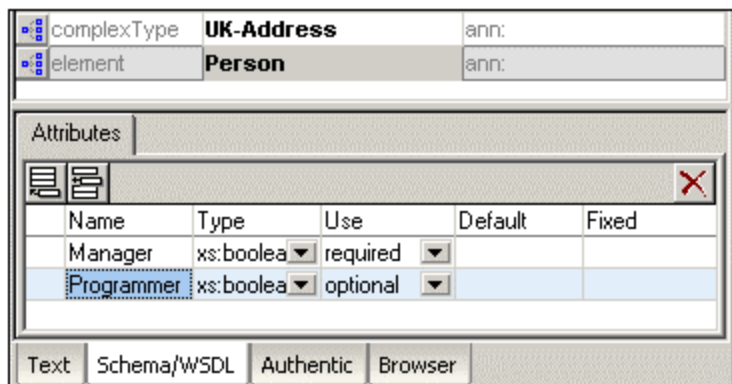 complexType UK-Address ann:
element Person ann:
Attributes
Name Type Use Default Fixed
Manager xs:boolea required
Programmer xs:boolea optional
Text Schema/WSDL Authentic Browser